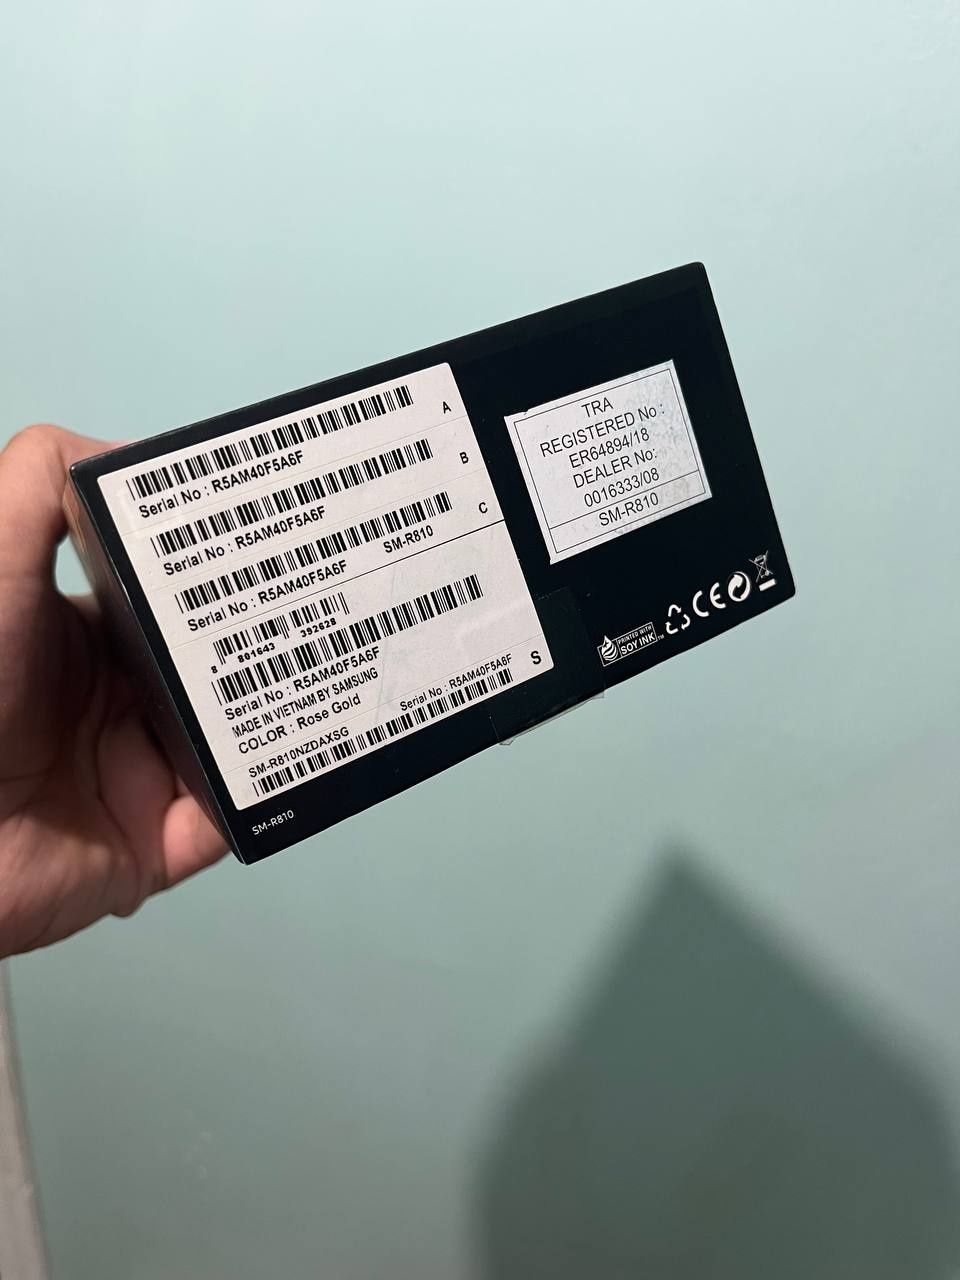 A
Serial No : R5AM40F5A6F
B
Serial No : R5AM40F5A6F
C
Serial No : R5AM40F5A6F
SM-R810
8 801643 392628
Serial No : R5AM40F5A6F
MADE IN VIETNAM BY SAMSUNG
COLOR : Rose Gold
S
Serial No : R5AM40F5A6F
SM-R810NZDAXSG
SM-R810
TRA
REGISTERED No :
ER64894/18
DEALER No:
0016333/08
SM-R810
PRINTED WITH
SOY INK™
CE